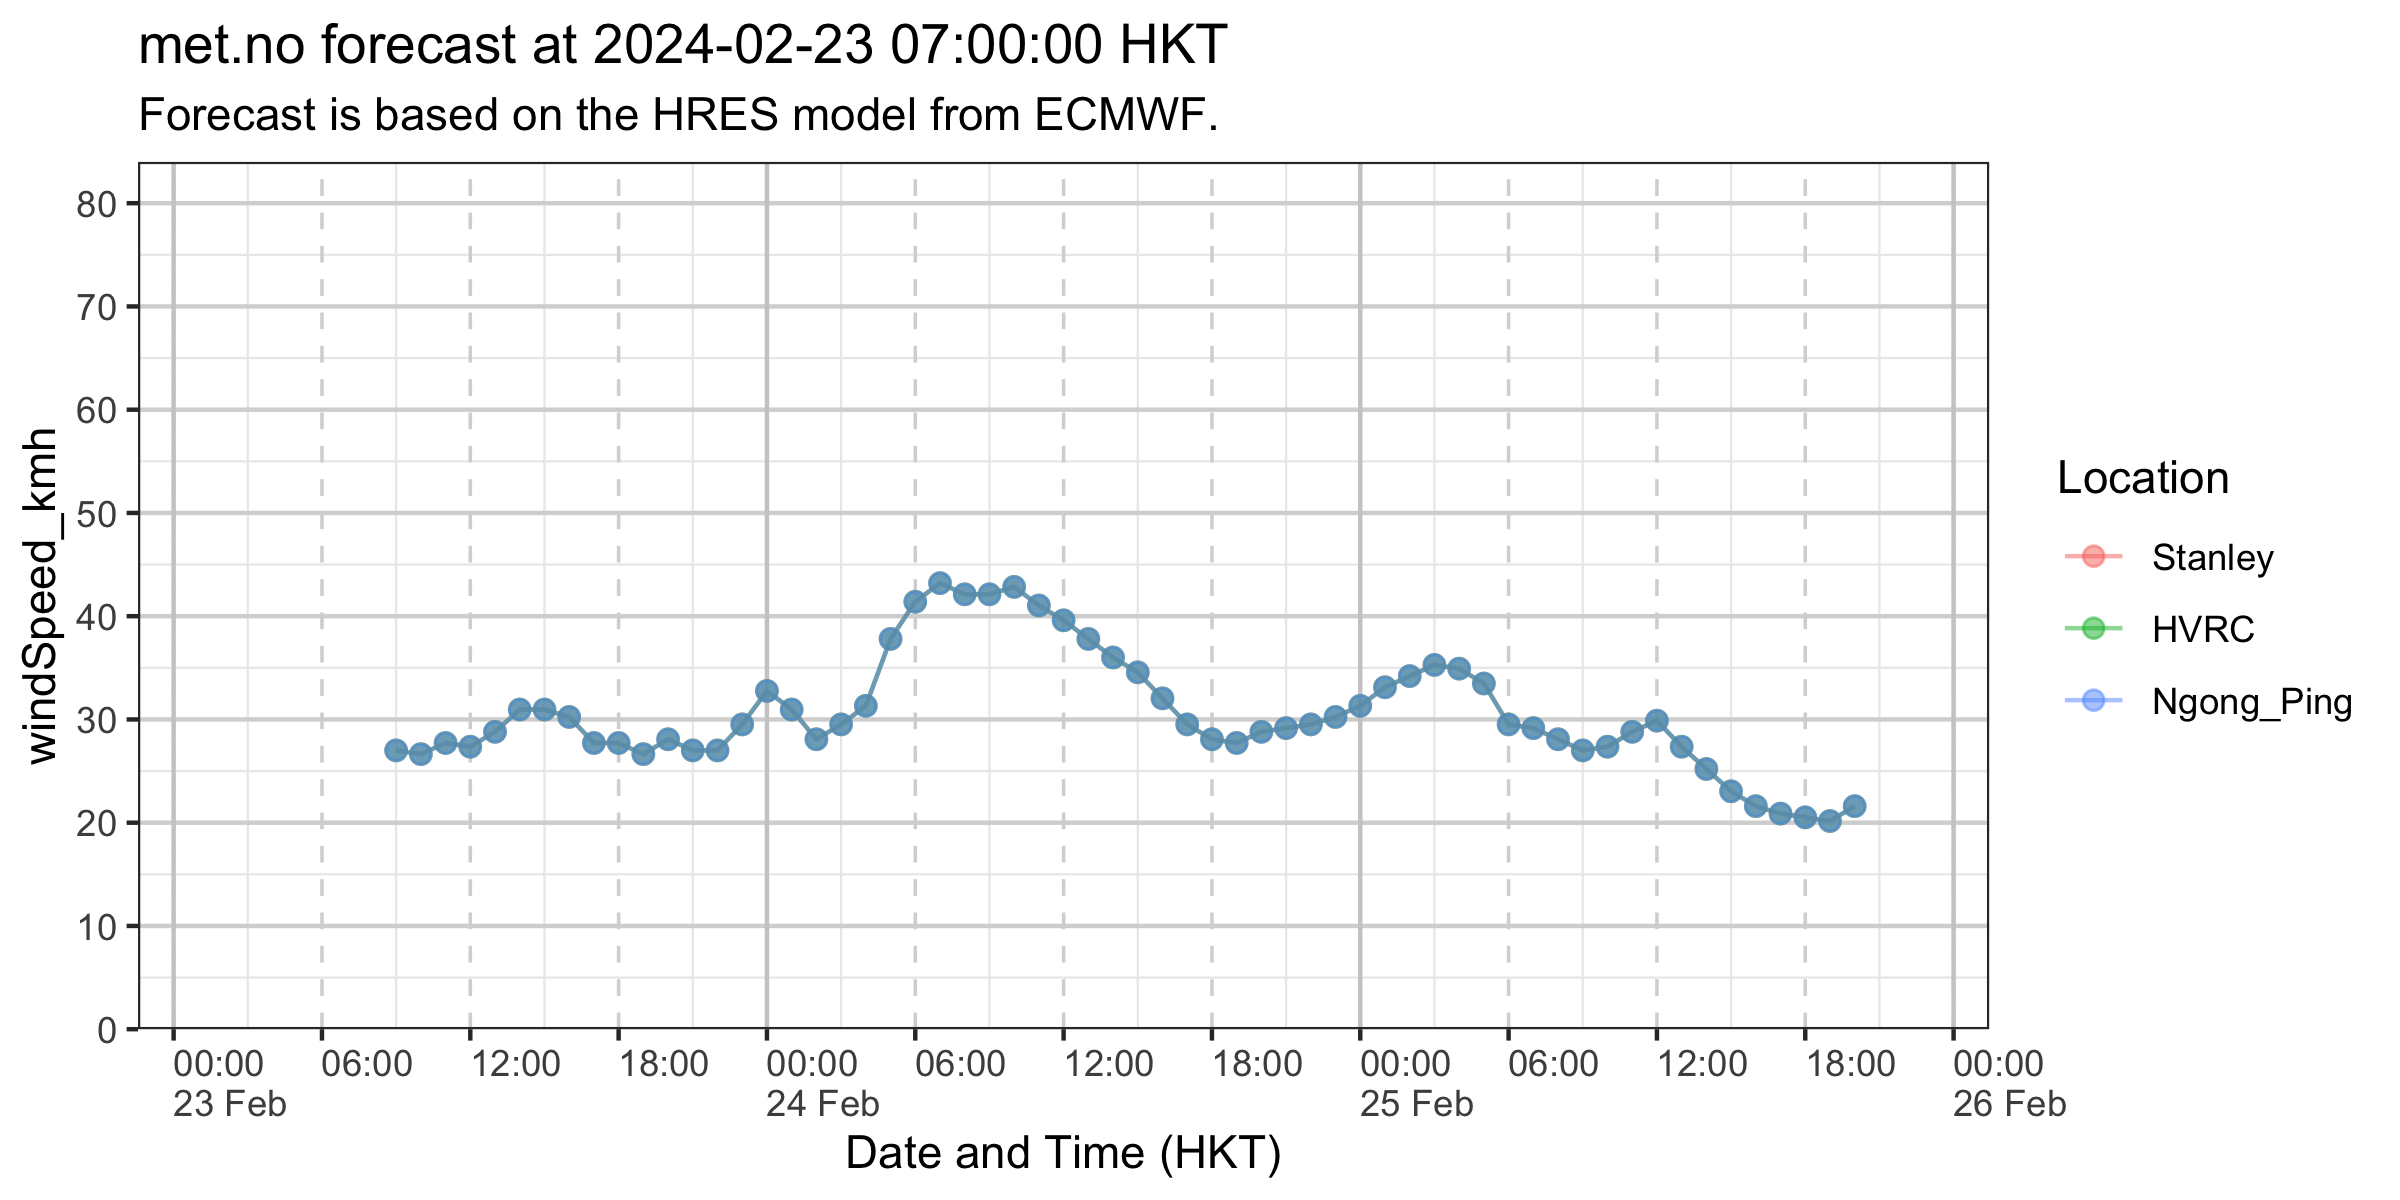 met.no forecast at 2024-02-23 07:00:00 HKT
Forecast is based on the HRES model from ECMWF.
windSpeed_kmh
80
70
60
50
40
30
20
10
0
00:00 06:00 12:00 18:00 00:00 06:00 12:00 18:00 00:00 06:00 12:00 18:00 00:00
23 Feb 24 Feb 25 Feb 26 Feb
Date and Time (HKT)
Location
Stanley
HVRC
Ngong_Ping